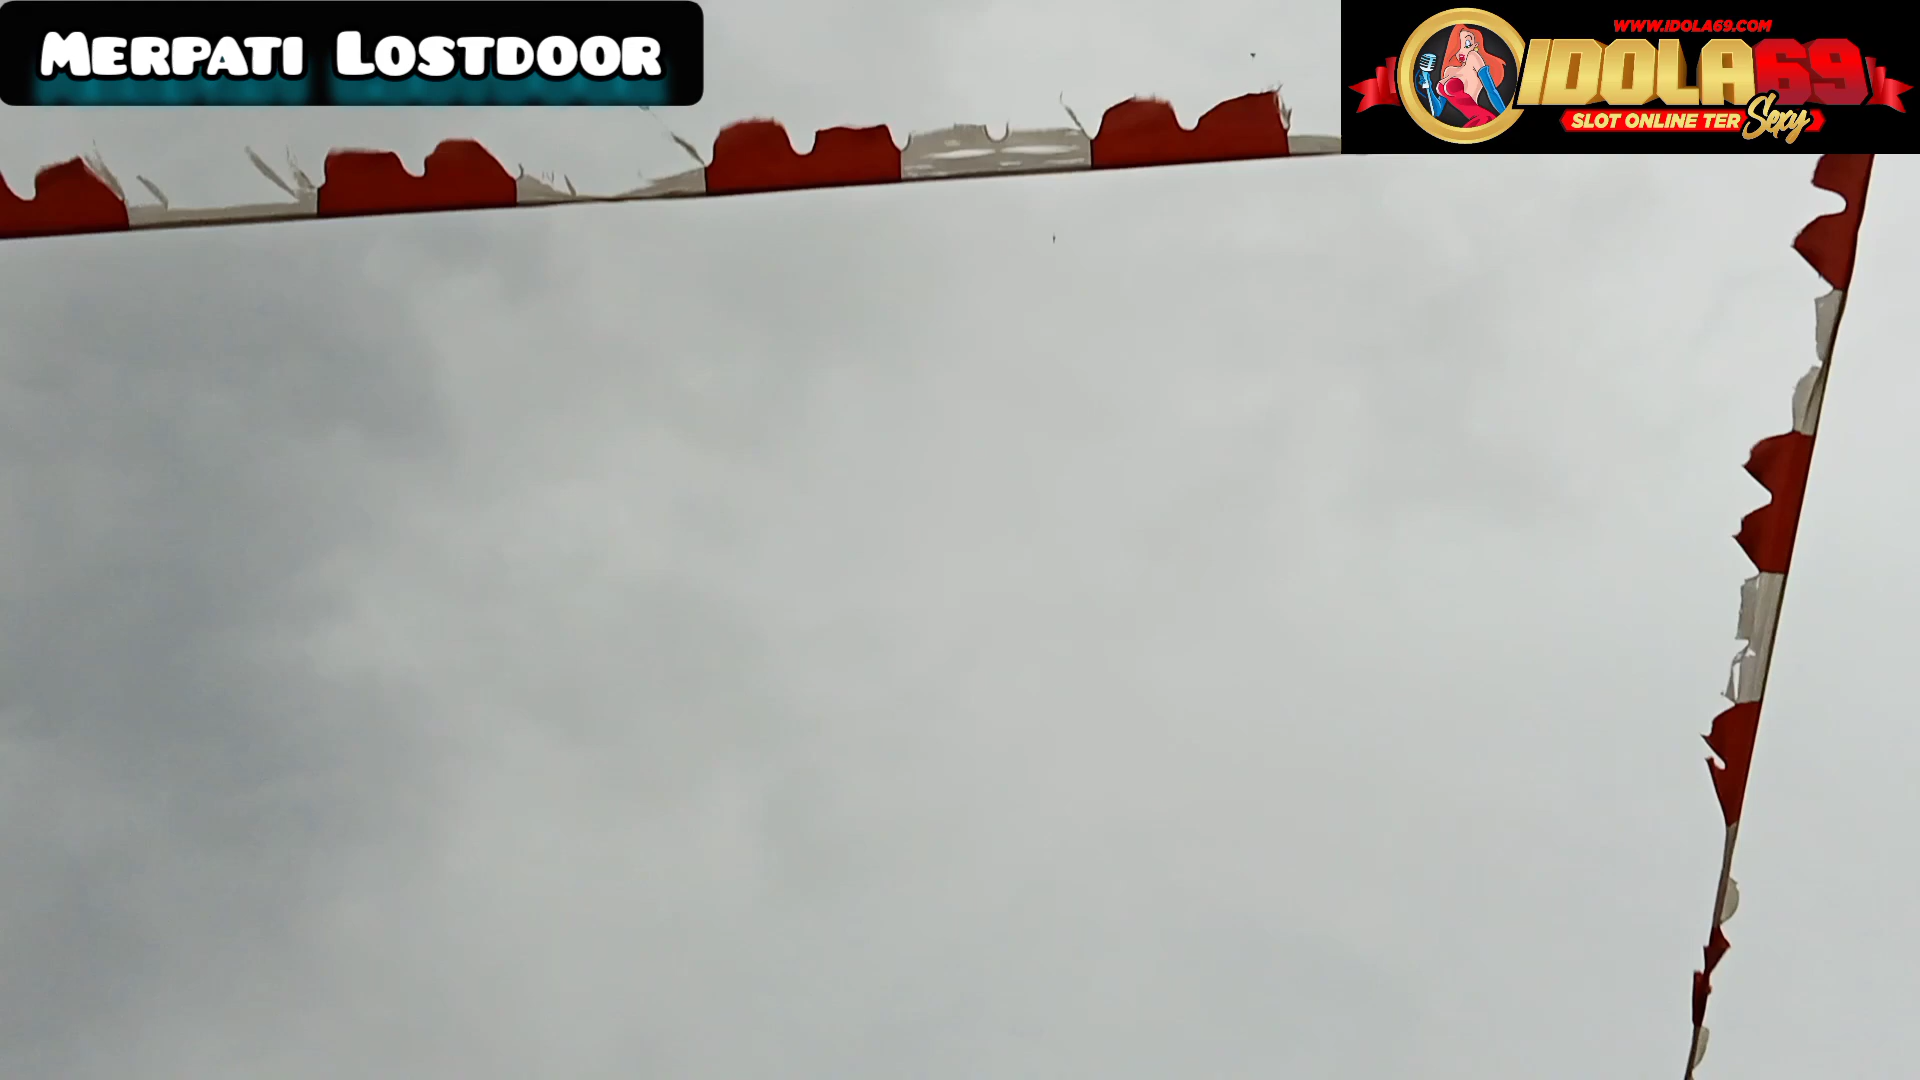 MERPATI LOSTDOOR
WWW.IDOLA69.COM
IDOLA69
SLOT ONLINE TER Sexy